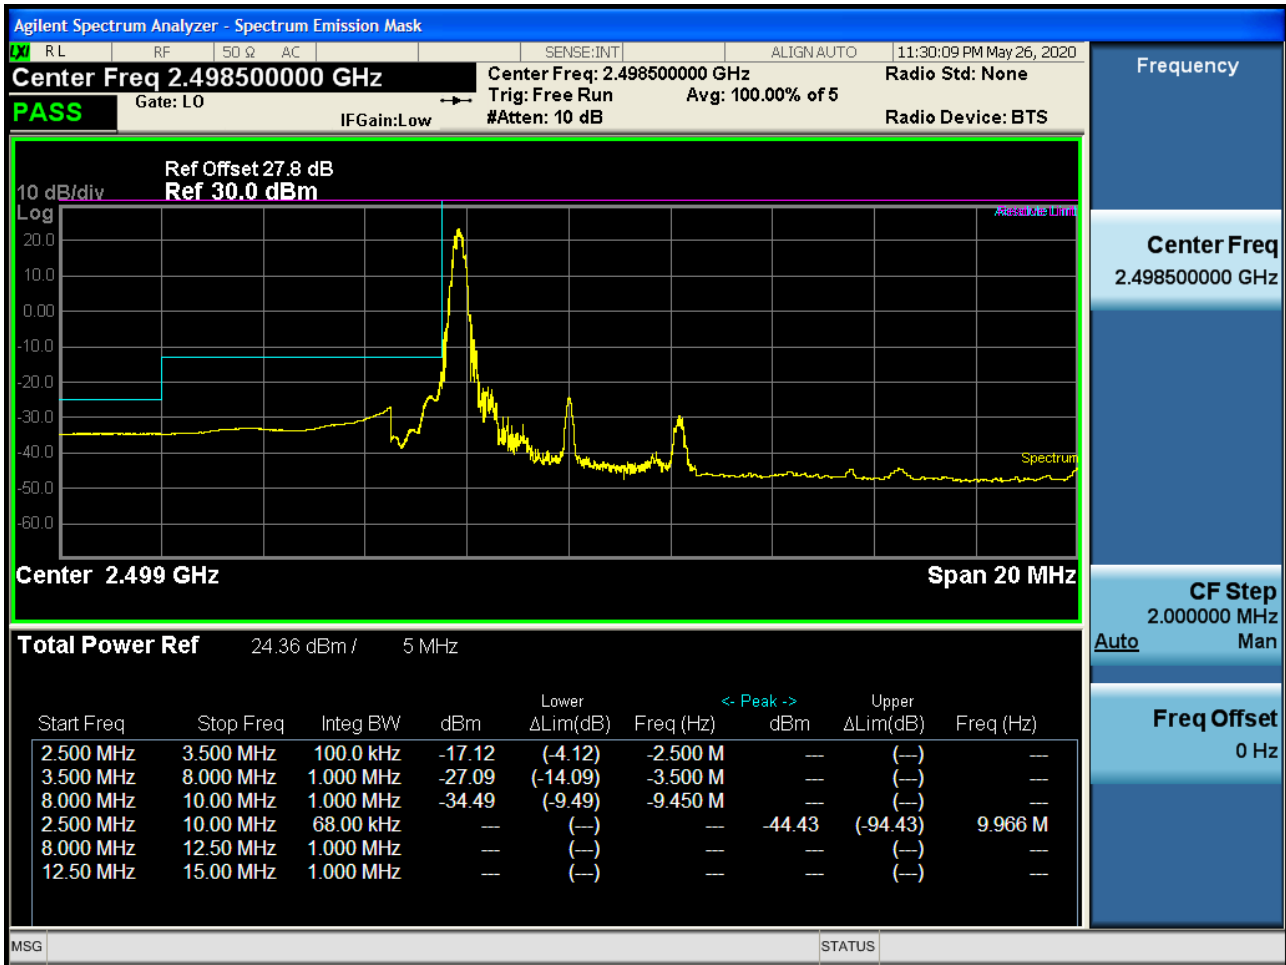 Agilent Spectrum Analyzer - Spectrum Emission Mask
LXI RL RF 50 Ω AC SENSE:INT ALIGN AUTO 11:30:09 PM May 26, 2020
Center Freq 2.498500000 GHz
Center Freq: 2.498500000 GHz
Radio Std: None
Trig: Free Run Avg: 100.00% of 5
PASS
Gate: LO
IFGain:Low
#Atten: 10 dB
Radio Device: BTS
Ref Offset 27.8 dB
10 dB/div Ref 30.0 dBm
Log
Absolute Limit
20.0
10.0
0.00
-10.0
-20.0
-30.0
-40.0
Spectrum
-50.0
-60.0
Center 2.499 GHz Span 20 MHz
Total Power Ref 24.36 dBm / 5 MHz
Lower <- Peak -> Upper
Start Freq Stop Freq Integ BW dBm ΔLim(dB) Freq (Hz) dBm ΔLim(dB) Freq (Hz)
2.500 MHz 3.500 MHz 100.0 kHz -17.12 (-4.12) -2.500 M --- (---) ---
3.500 MHz 8.000 MHz 1.000 MHz -27.09 (-14.09) -3.500 M --- (---) ---
8.000 MHz 10.00 MHz 1.000 MHz -34.49 (-9.49) -9.450 M --- (---) ---
2.500 MHz 10.00 MHz 68.00 kHz --- (---) --- -44.43 (-94.43) 9.966 M
8.000 MHz 12.50 MHz 1.000 MHz --- (---) --- --- (---) ---
12.50 MHz 15.00 MHz 1.000 MHz --- (---) --- --- (---) ---
MSG STATUS
Frequency
Center Freq
2.498500000 GHz
CF Step
2.000000 MHz
Auto Man
Freq Offset
0 Hz